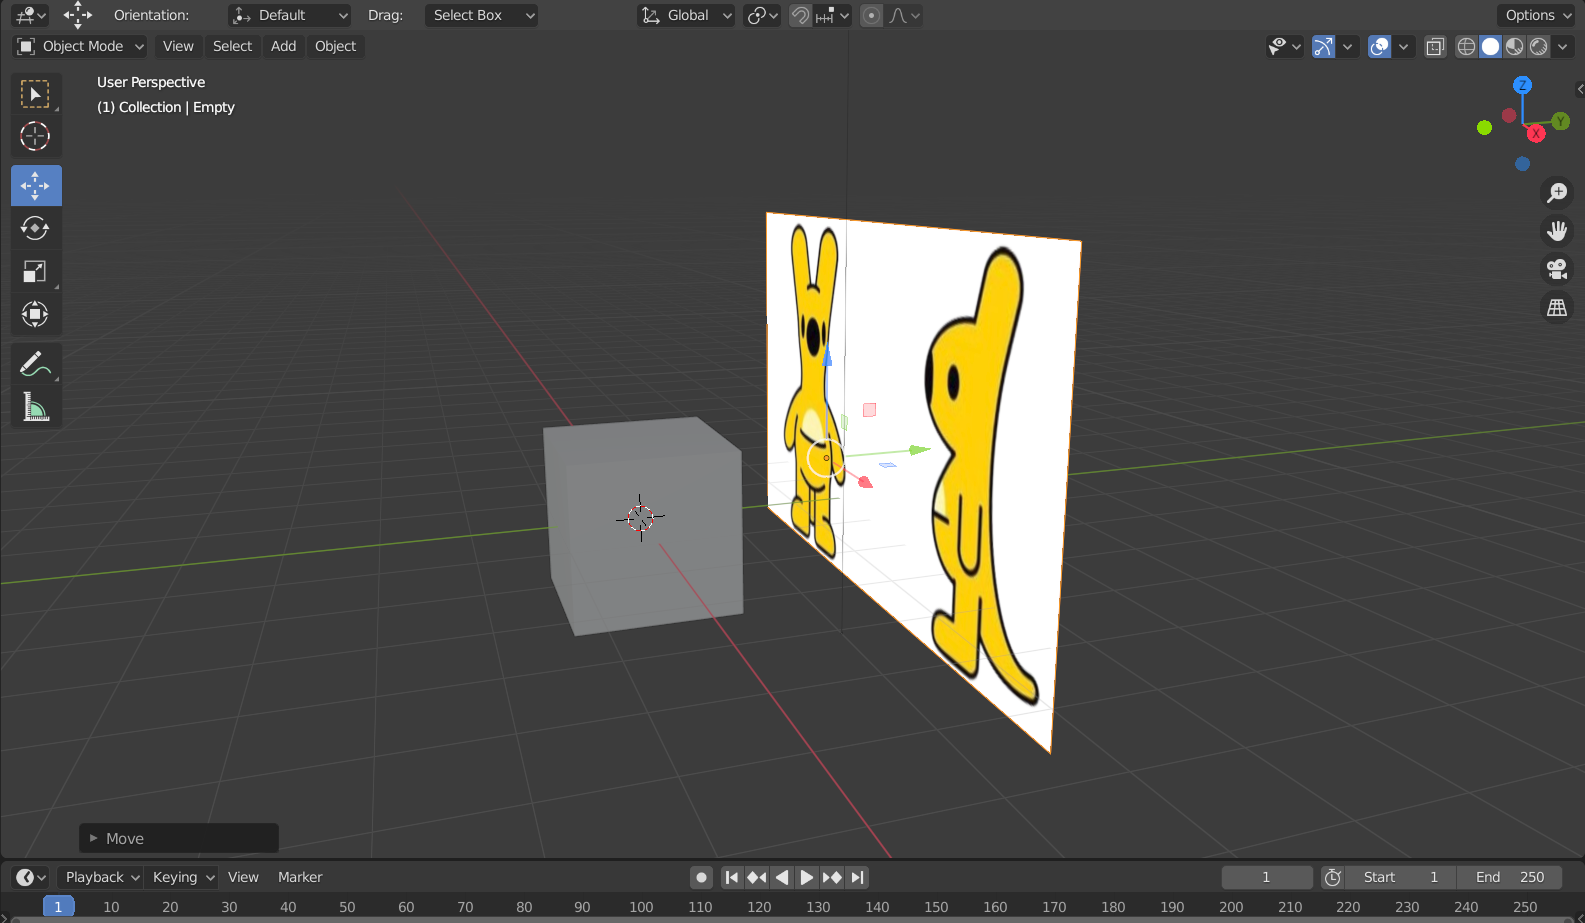 Orientation: Default Drag: Select Box Global Options
Object Mode View Select Add Object
User Perspective
(1) Collection | Empty
Z
Y
X
Move
Playback Keying View Marker 1 Start 1 End 250
1 10 20 30 40 50 60 70 80 90 100 110 120 130 140 150 160 170 180 190 200 210 220 230 240 250